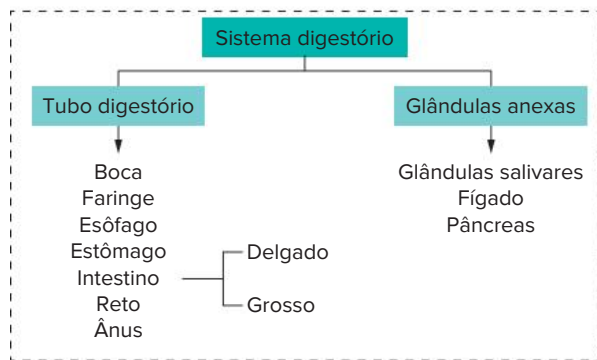 Sistema digestório
Tubo digestório
Glândulas anexas
Boca
Faringe
Esôfago
Estômago
Intestino
Reto
Ânus
Delgado
Grosso
Glândulas salivares
Fígado
Pâncreas